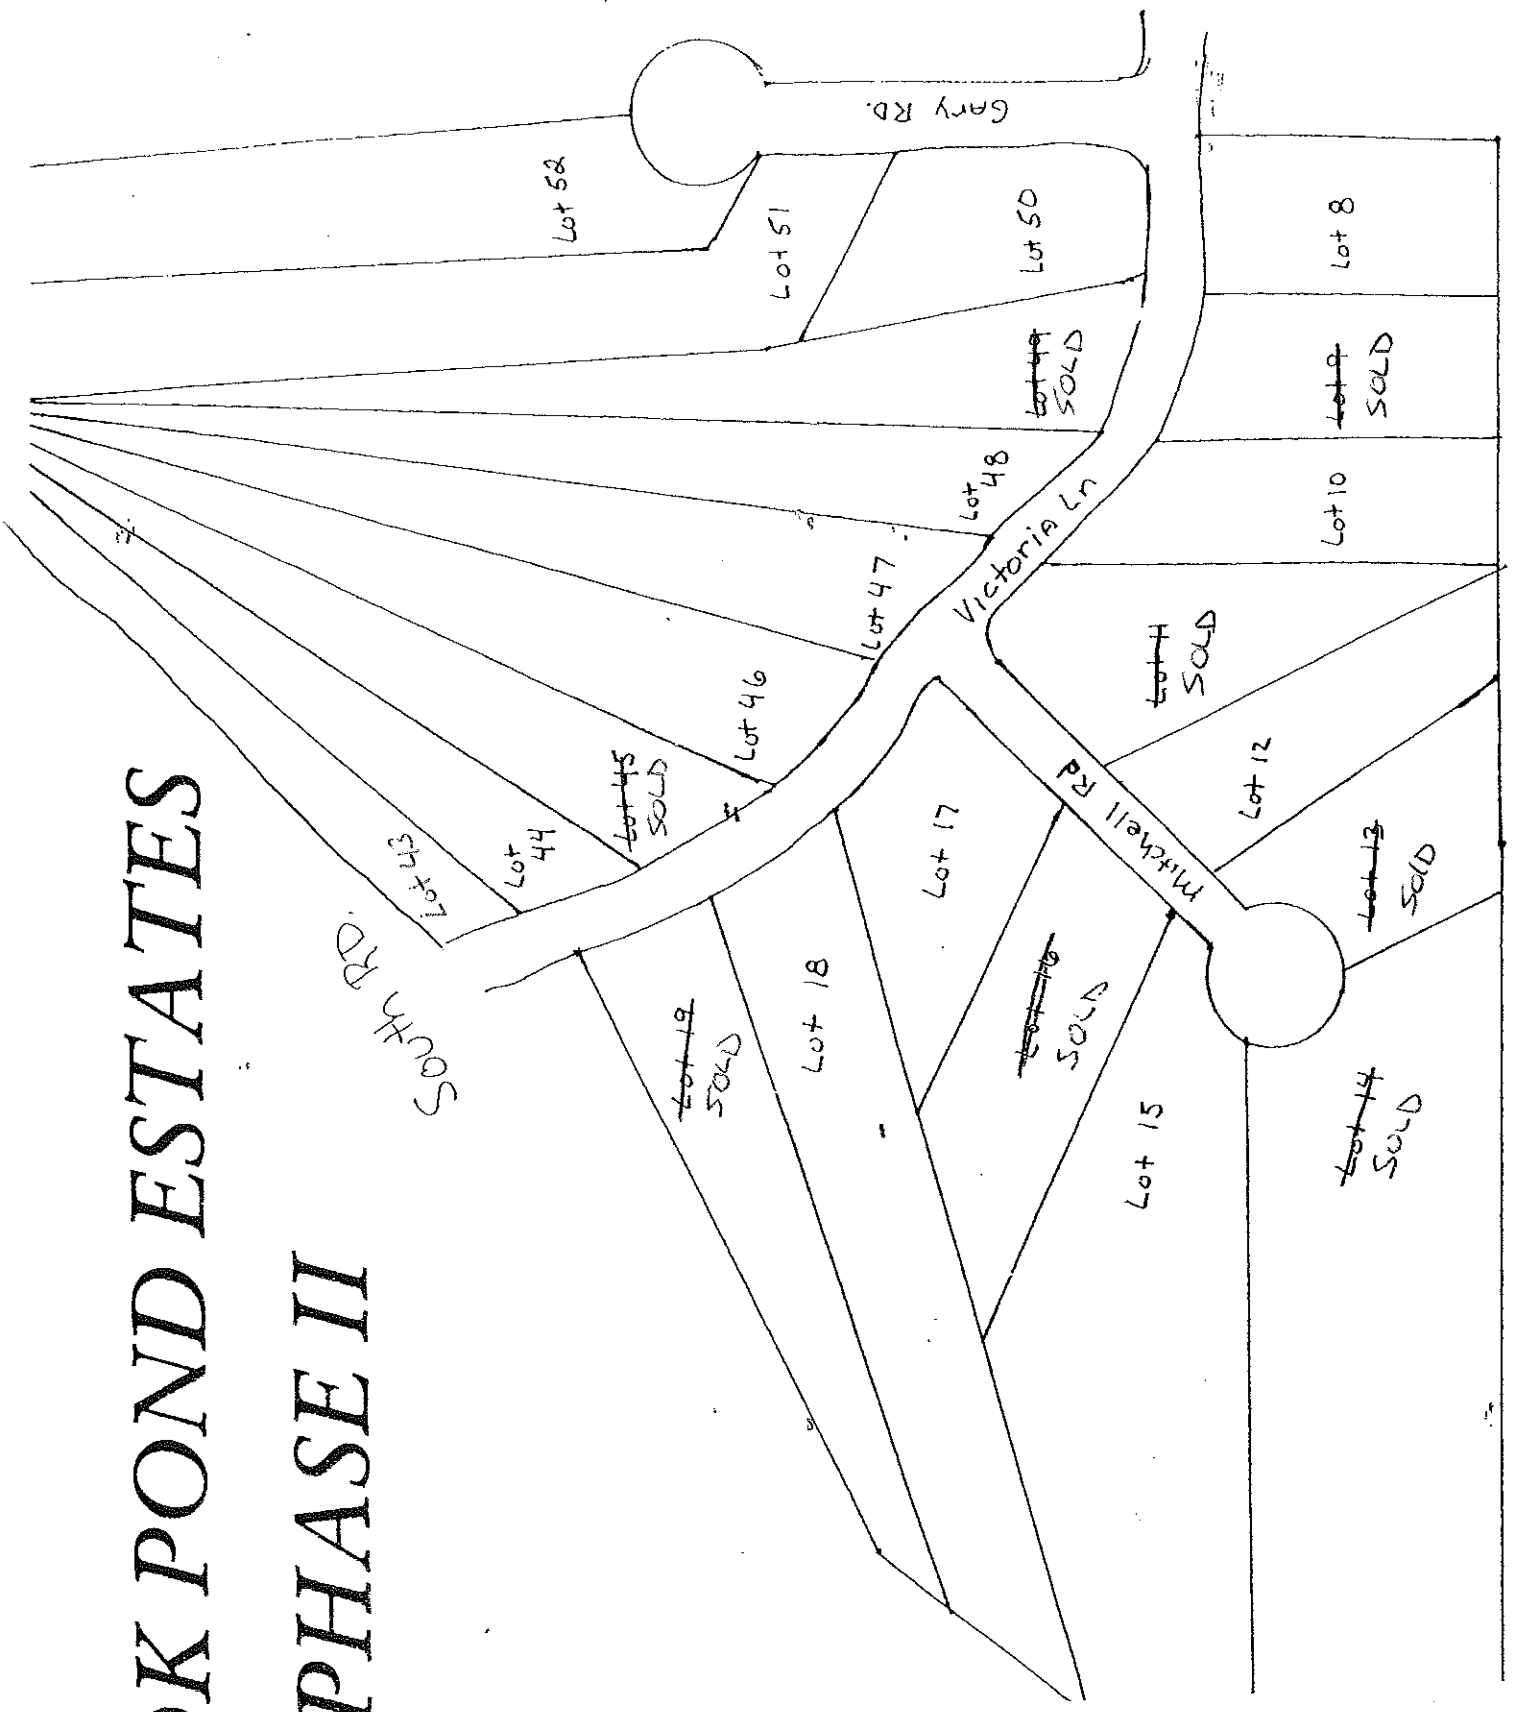 OK POND ESTATES
PHASE II
South RD.
Lot 43
Lot
44
Lot 45
SOLD
Lot 46
Lot 47
Lot
48
Lot 49
SOLD
Lot 50
Lot 51
Lot 52
Gary RD.
Victoria Ln
Mitchell Rd
Lot 8
Lot 9
SOLD
Lot 10
Lot 11
SOLD
Lot 12
Lot 13
SOLD
Lot 14
SOLD
Lot 15
Lot 16
SOLD
Lot 17
Lot 18
Lot 19
SOLD